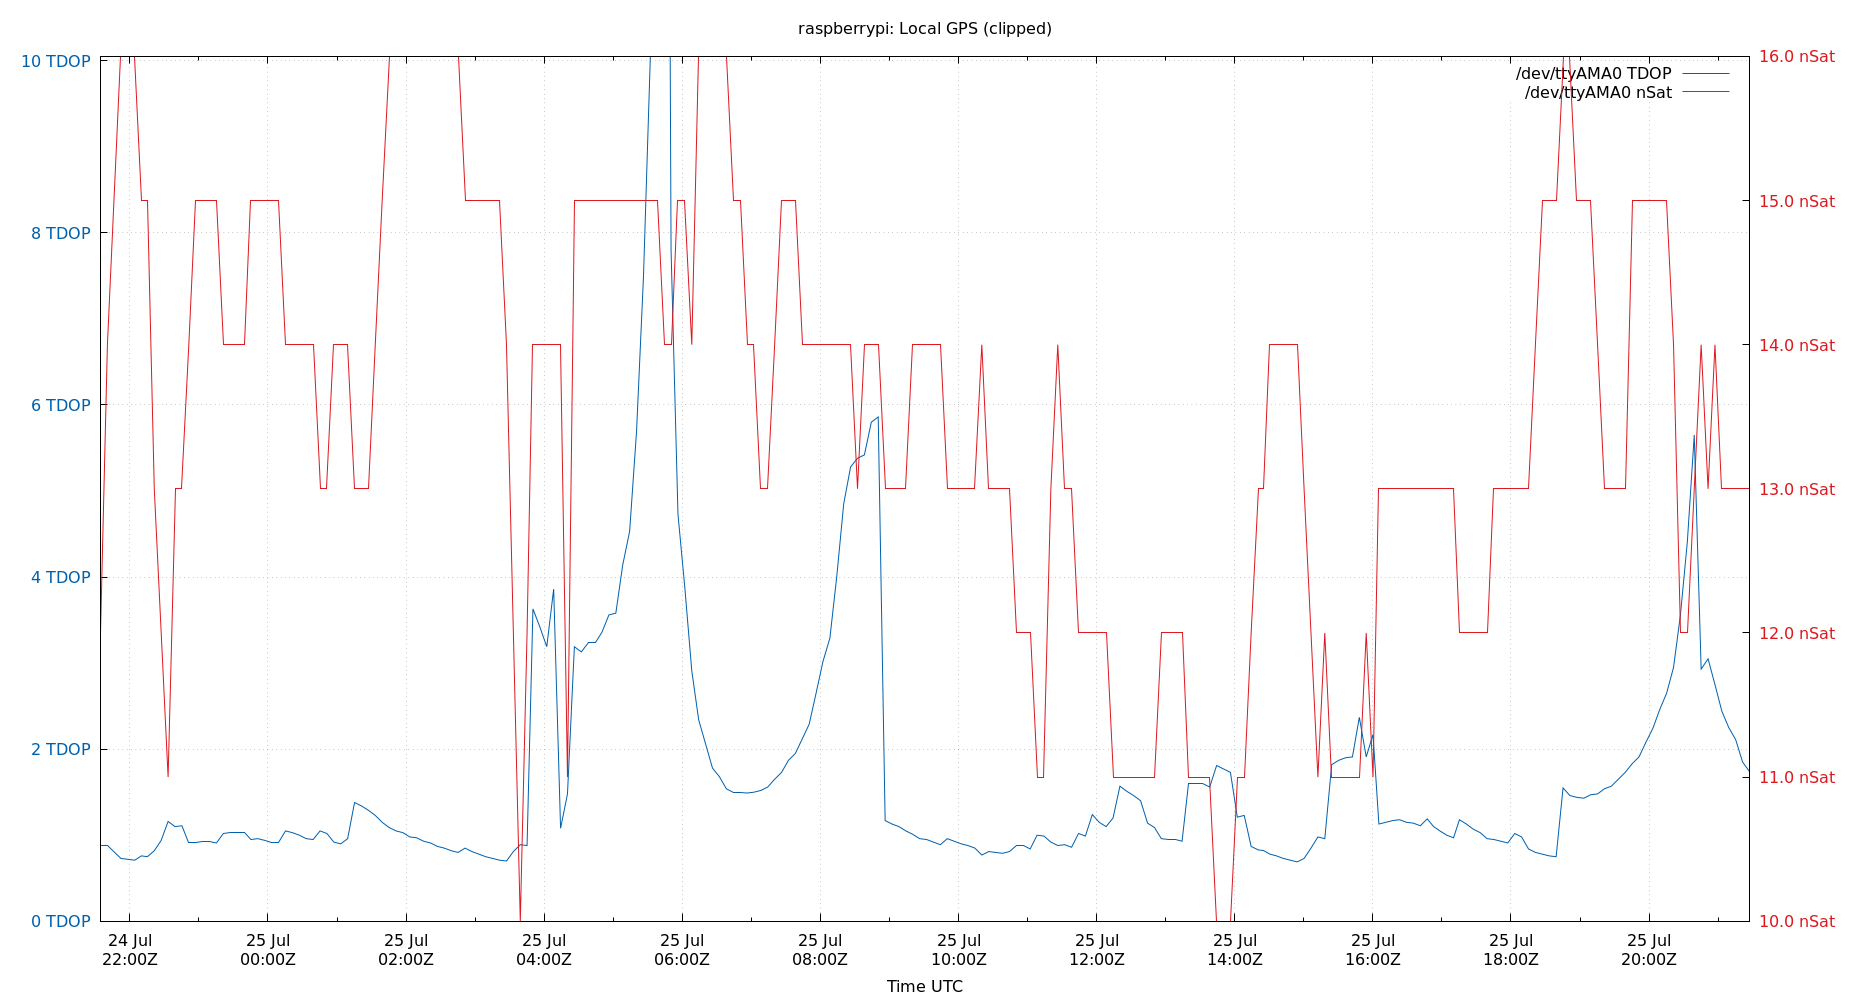 raspberrypi: Local GPS (clipped)
/dev/ttyAMA0 TDOP
/dev/ttyAMA0 nSat
10 TDOP
8 TDOP
6 TDOP
4 TDOP
2 TDOP
0 TDOP
16.0 nSat
15.0 nSat
14.0 nSat
13.0 nSat
12.0 nSat
11.0 nSat
10.0 nSat
24 Jul
22:00Z
25 Jul
00:00Z
25 Jul
02:00Z
25 Jul
04:00Z
25 Jul
06:00Z
25 Jul
08:00Z
25 Jul
10:00Z
25 Jul
12:00Z
25 Jul
14:00Z
25 Jul
16:00Z
25 Jul
18:00Z
25 Jul
20:00Z
Time UTC